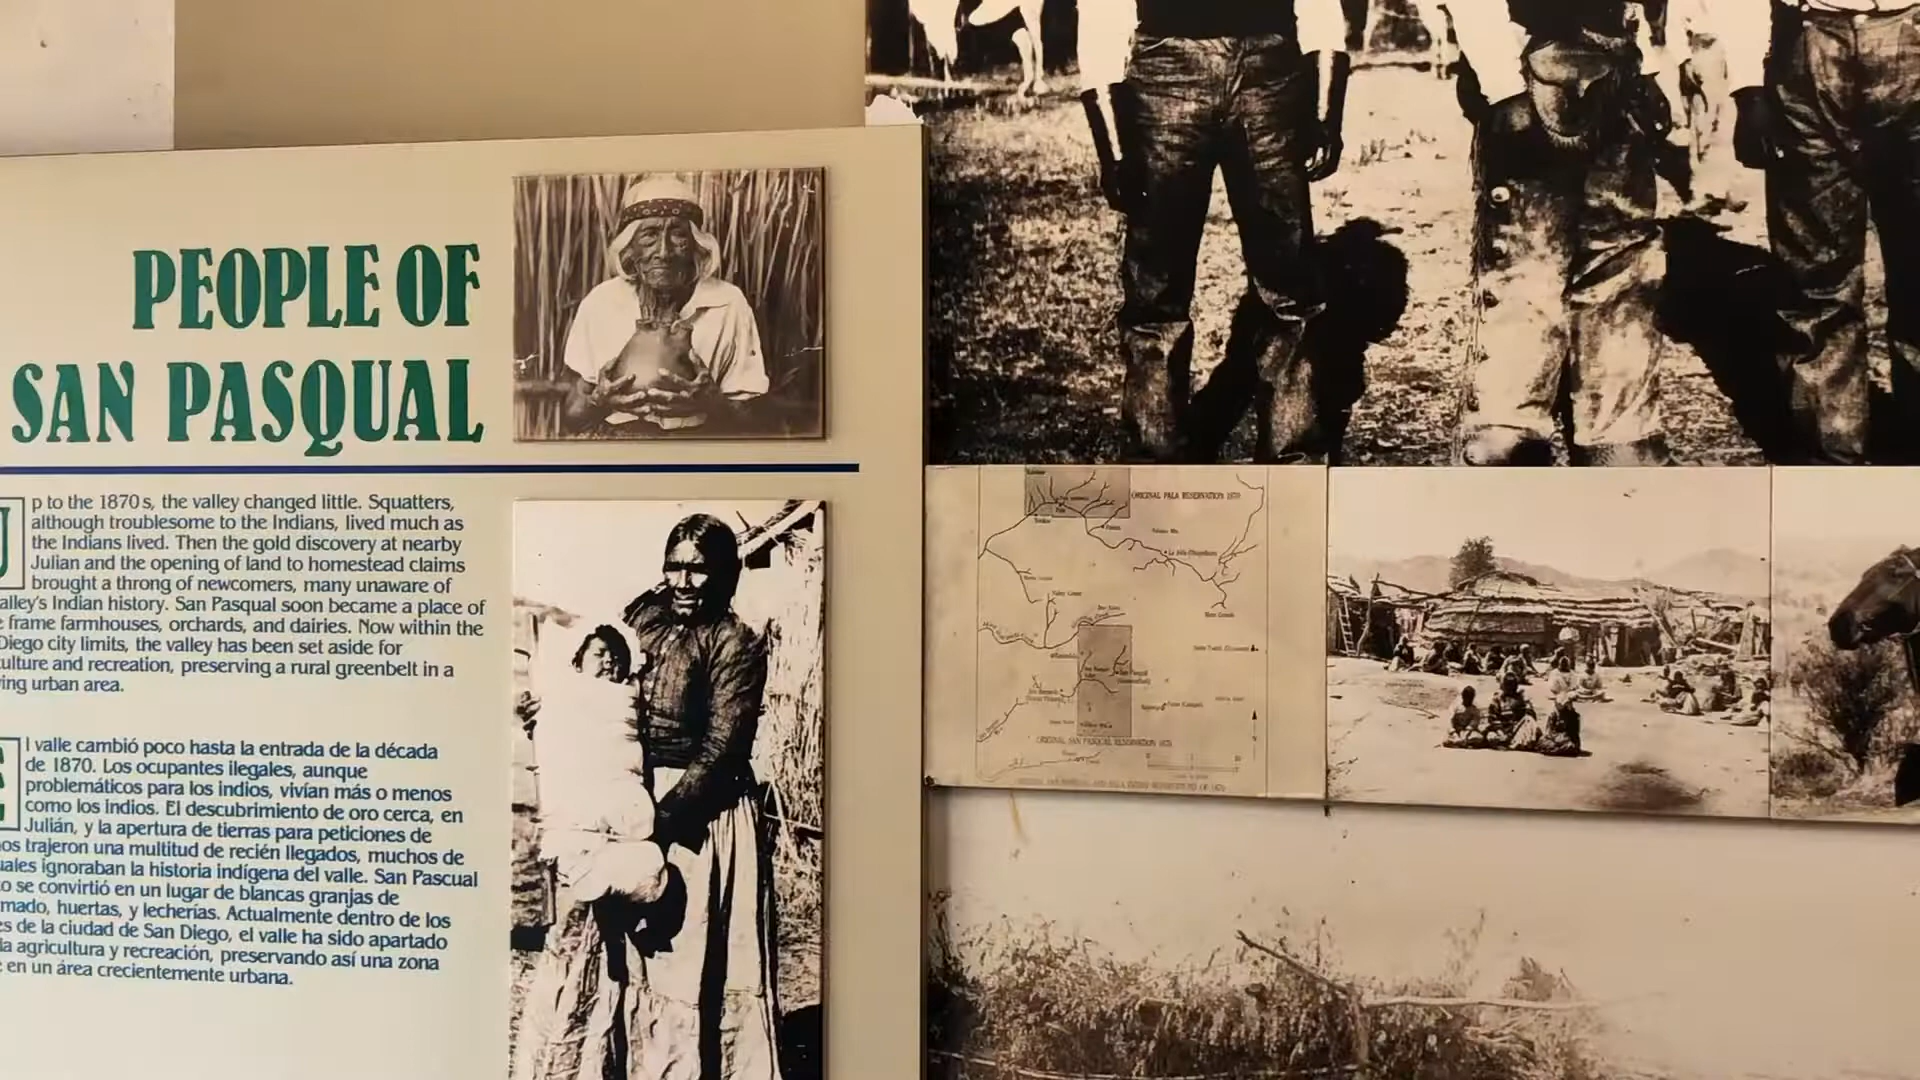 PEOPLE OF
SAN PASQUAL
p to the 1870s, the valley changed little. Squatters,
although troublesome to the Indians, lived much as
the Indians lived. Then the gold discovery at nearby
Julian and the opening of land to homestead claims
brought a throng of newcomers, many unaware of
alley's Indian history. San Pasqual soon became a place of
e frame farmhouses, orchards, and dairies. Now within the
Diego city limits, the valley has been set aside for
ulture and recreation, preserving a rural greenbelt in a
ing urban area.
E
l valle cambió poco hasta la entrada de la década
de 1870. Los ocupantes ilegales, aunque
problemáticos para los indios, vivían más o menos
como los indios. El descubrimiento de oro cerca, en
Julián, y la apertura de tierras para peticiones de
os trajeron una multitud de recién llegados, muchos de
uales ignoraban la historia indígena del valle. San Pascual
o se convirtió en un lugar de blancas granjas de
mado, huertas, y lecherías. Actualmente dentro de los
es de la ciudad de San Diego, el valle ha sido apartado
la agricultura y recreación, preservando así una zona
e en un área crecientemente urbana.
ORIGINAL PALA RESERVATION 1870
Valley Center
ORIGINAL SAN PASQUAL RESERVATION 1870